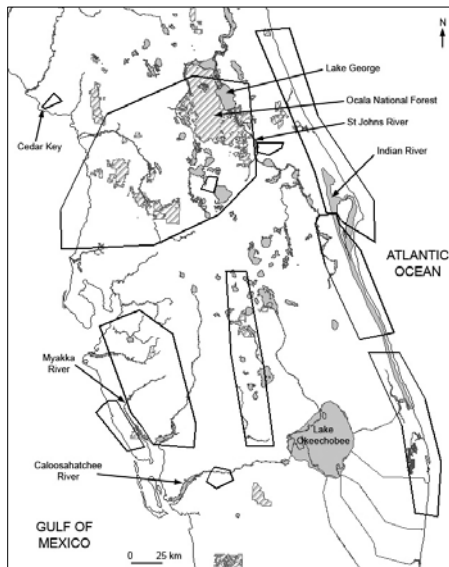 N
Lake George
Ocala National Forest
St Johns River
Cedar Key
Indian River
ATLANTIC
OCEAN
Myakka
River
Lake
Okeechobee
Caloosahatchee
River
GULF OF
MEXICO
0 25 km